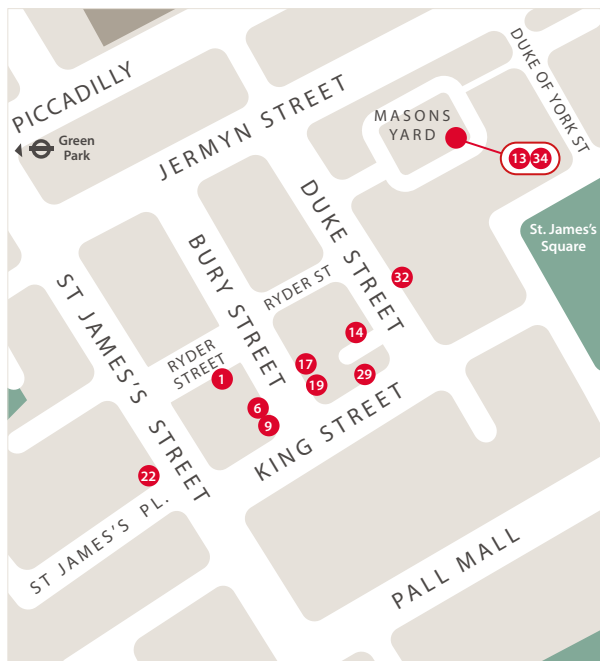 PICCADILLY
DUKE OF YORK ST
JERMYN STREET
MASONS
YARD
Green
Park
13 34
DUKE STREET
St. James's
Square
BURY STREET
ST JAMES'S STREET
RYDER ST
32
14
RYDER
STREET
17
29
1
19
6
9
KING STREET
22
ST JAMES'S PL.
PALL MALL